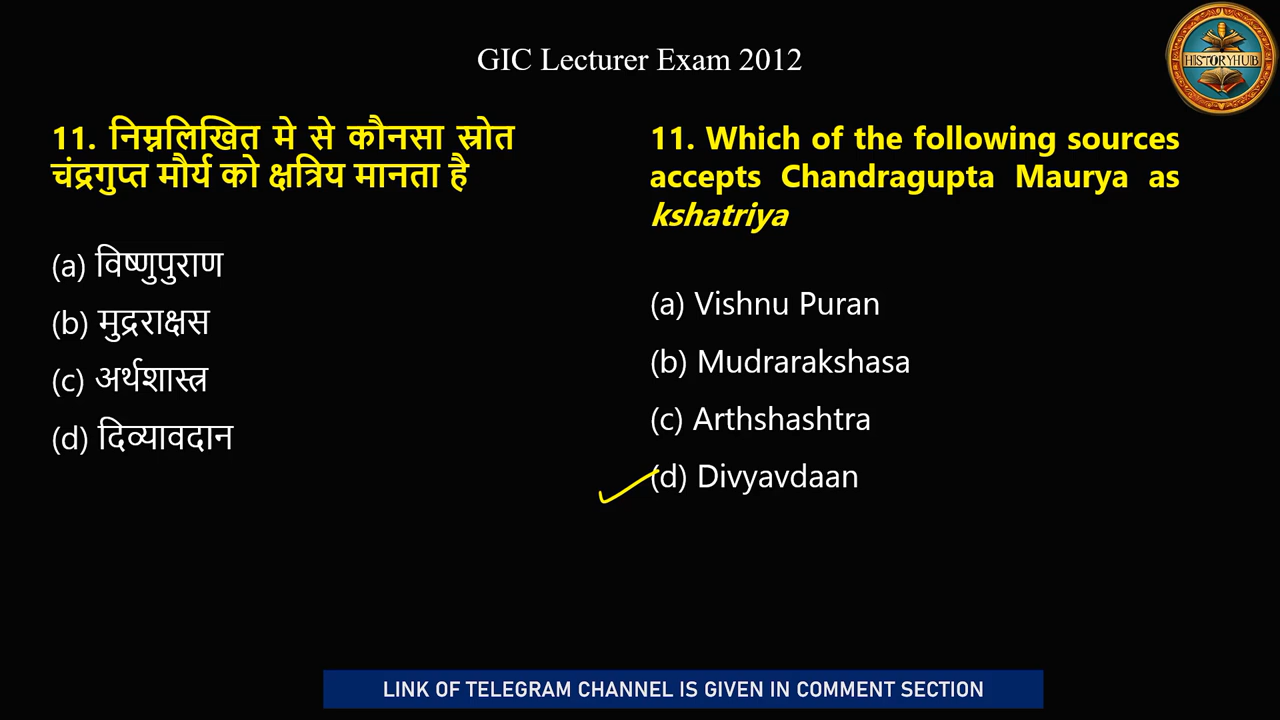 GIC Lecturer Exam 2012
HISTORYHUB
11. निम्नलिखित मे से कौनसा स्रोत
चंद्रगुप्त मौर्य को क्षत्रिय मानता है
(a) विष्णुपुराण
(b) मुद्रराक्षस
(c) अर्थशास्त्र
(d) दिव्यावदान
11. Which of the following sources
accepts Chandragupta Maurya as
kshatriya
(a) Vishnu Puran
(b) Mudrarakshasa
(c) Arthshashtra
(d) Divyavdaan
LINK OF TELEGRAM CHANNEL IS GIVEN IN COMMENT SECTION